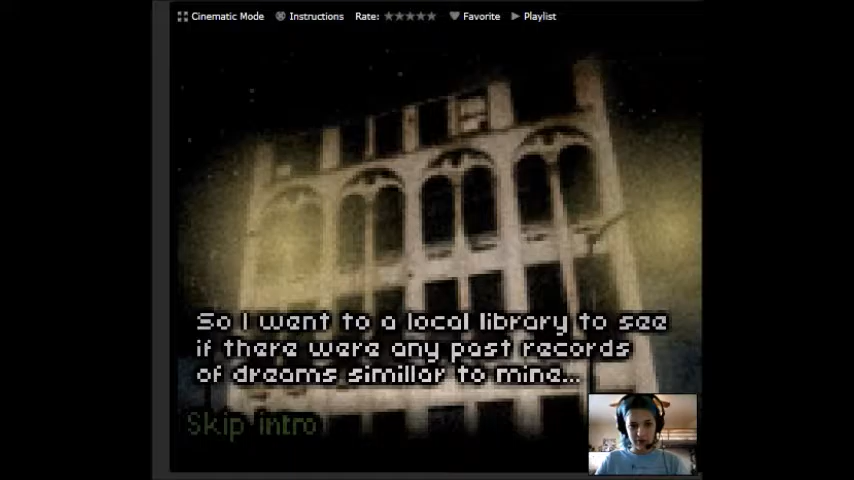 Cinematic Mode Instructions Rate: Favorite Playlist
So I went to a local library to see
if there were any past records
of dreams simillar to mine...
Skip intro